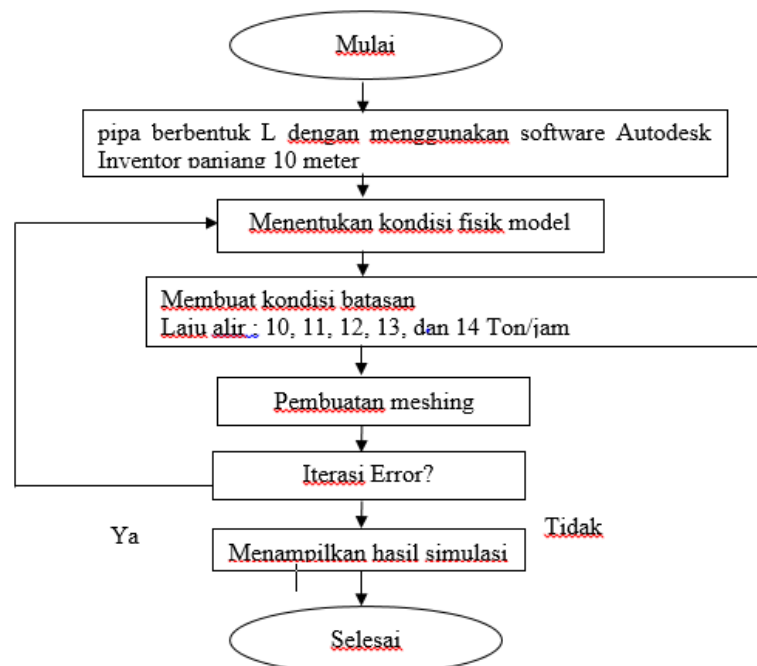 Mulai
pipa berbentuk L dengan menggunakan software Autodesk
Inventor panjang 10 meter
Menentukan kondisi fisik model
Membuat kondisi batasan
Laju alir : 10, 11, 12, 13, dan 14 Ton/jam
Pembuatan meshing
Iterasi Error?
Ya
Tidak
Menampilkan hasil simulasi
Selesai